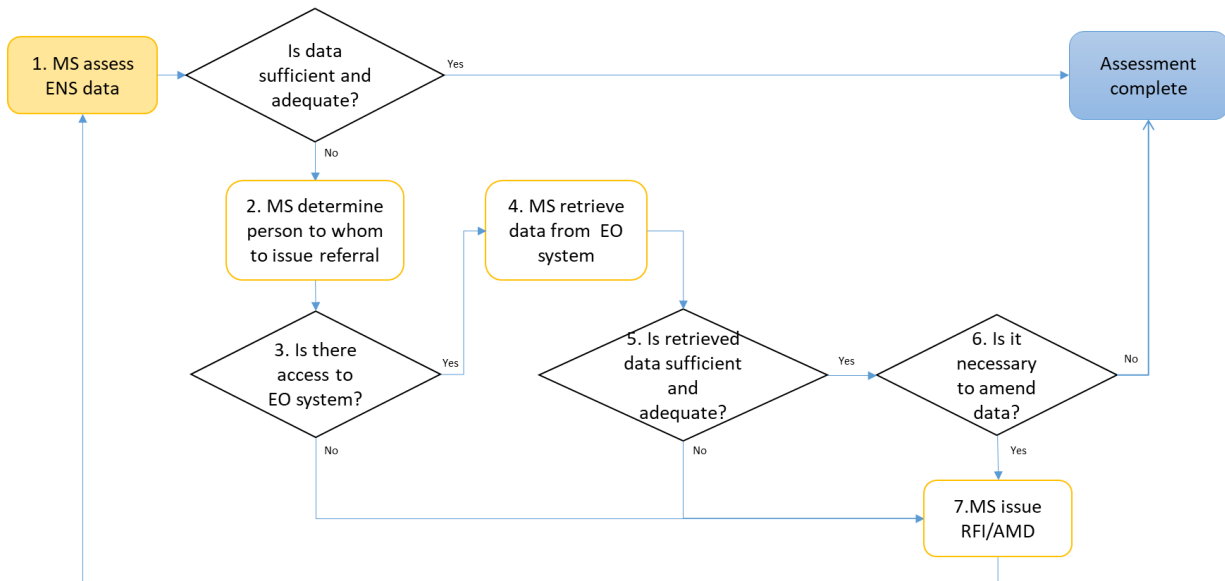 1. MS assess
ENS data
Is data
sufficient and
adequate?
Yes
Assessment
complete
No
2. MS determine
person to whom
to issue referral
4. MS retrieve
data from EO
system
3. Is there
access to
EO system?
Yes
5. Is retrieved
data sufficient
and
adequate?
Yes
6. Is it
necessary
to amend
data?
No
No
No
Yes
7.MS issue
RFI/AMD